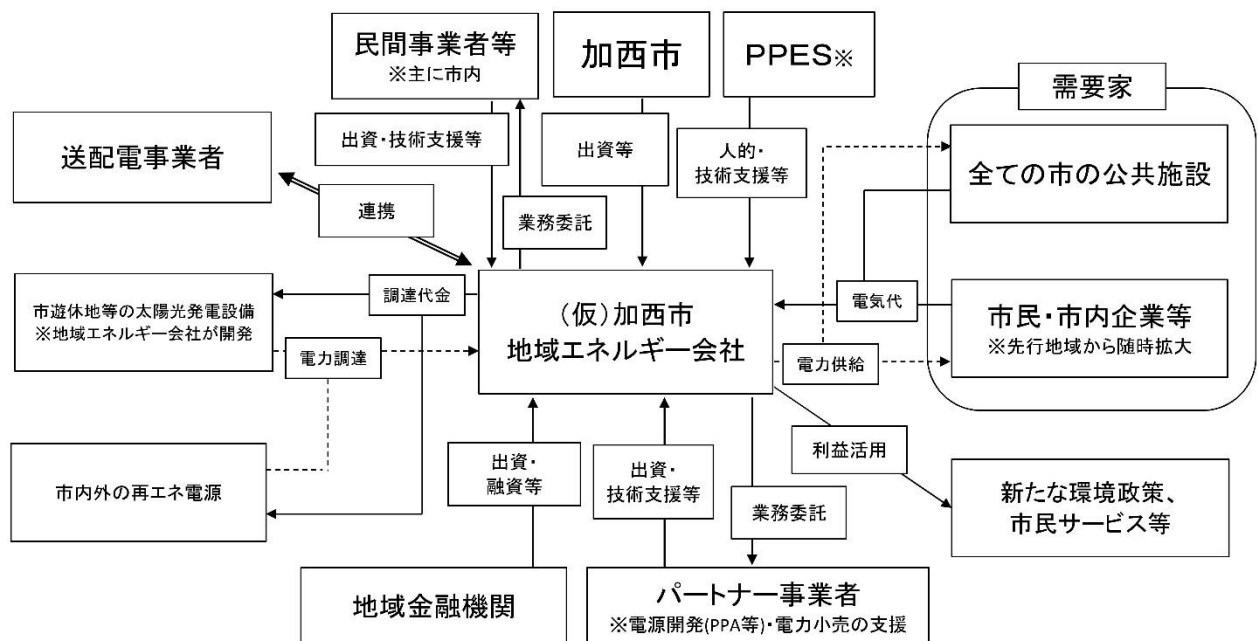 民間事業者等
※主に市内
加西市
PPES※
需要家
送配電事業者
出資・技術支援等
出資等
人的・
技術支援等
全ての市の公共施設
連携
業務委託
市遊休地等の太陽光発電設備
※地域エネルギー会社が開発
調達代金
電力調達
(仮)加西市
地域エネルギー会社
電気代
電力供給
市民・市内企業等
※先行地域から随時拡大
市内外の再エネ電源
出資・
融資等
出資・
技術支援等
業務委託
利益活用
新たな環境政策、
市民サービス等
地域金融機関
パートナー事業者
※電源開発(PPA等)・電力小売の支援